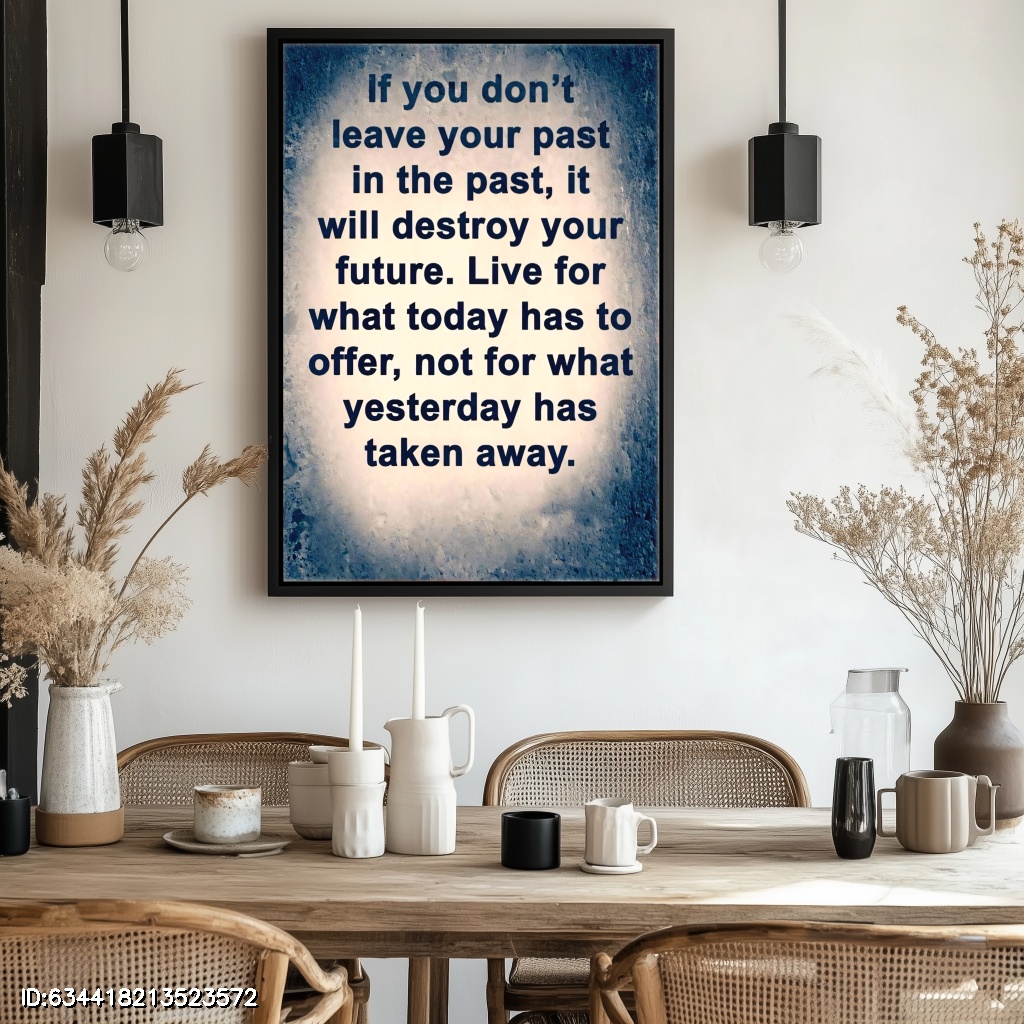 If you don't
leave your past
in the past, it
will destroy your
future. Live for
what today has to
offer, not for what
yesterday has
taken away.
ID:634418213523572